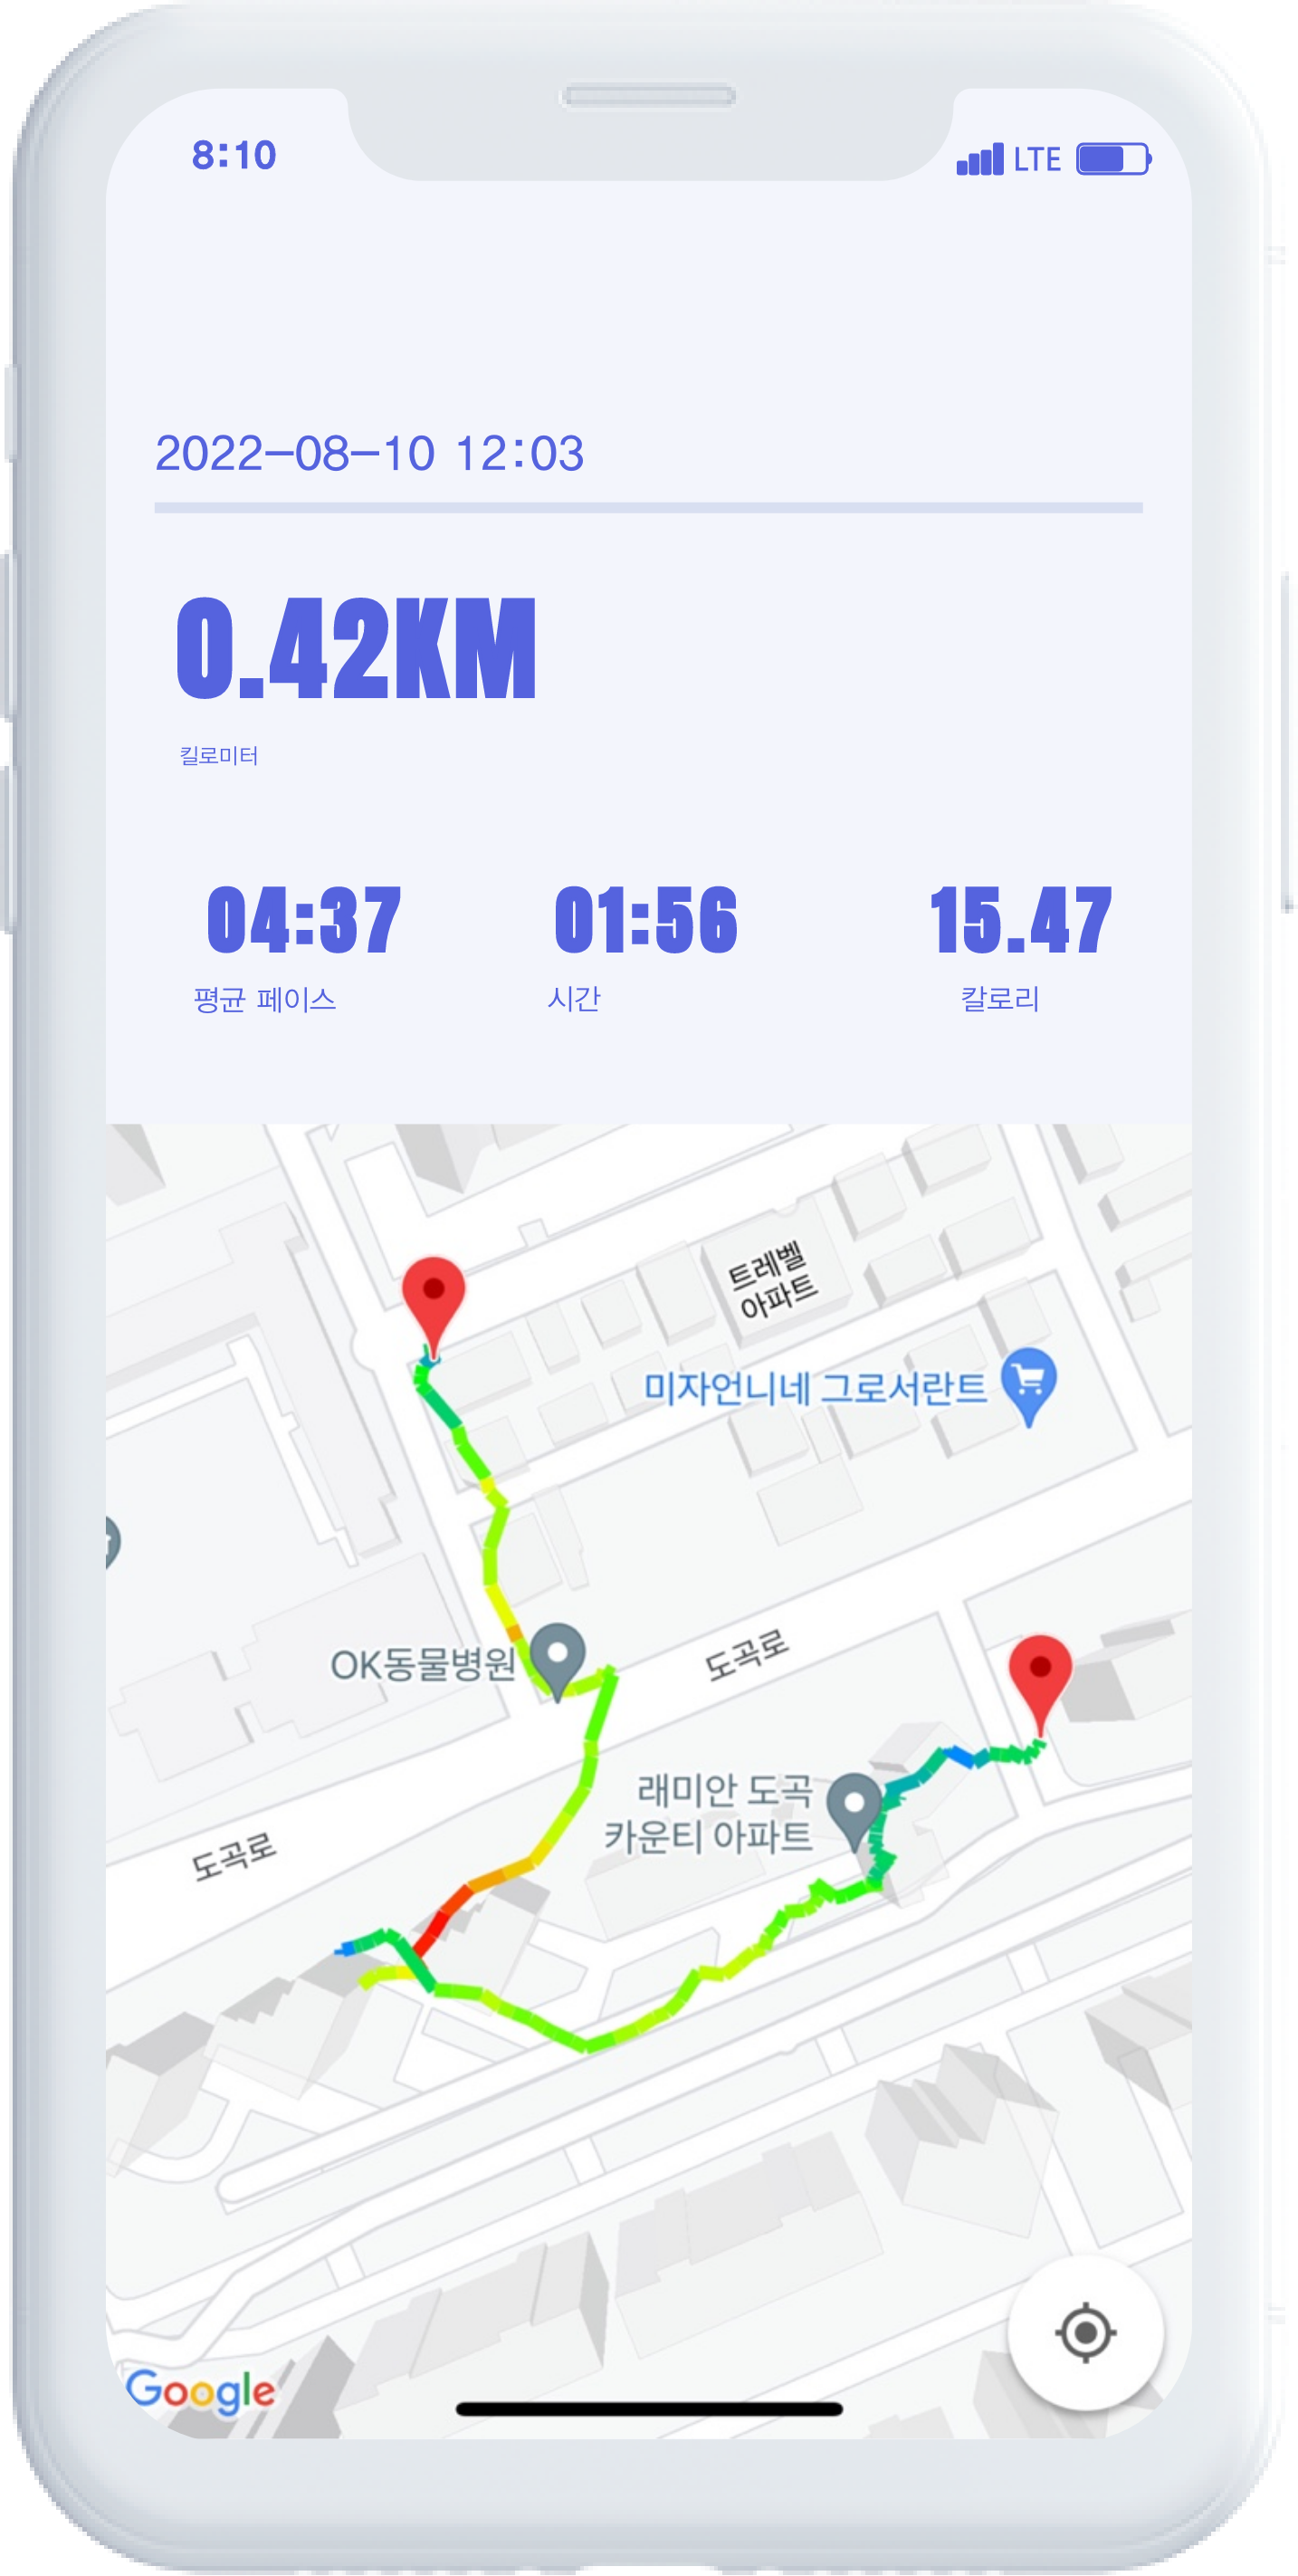 8:10
LTE
2022-08-10 12:03
0.42KM
킬로미터
04:37
01:56
15.47
평균 페이스
시간
칼로리
트레벨
아파트
미자언니네 그로서란트
OK동물병원
도곡로
래미안 도곡
카운티 아파트
도곡로
Google